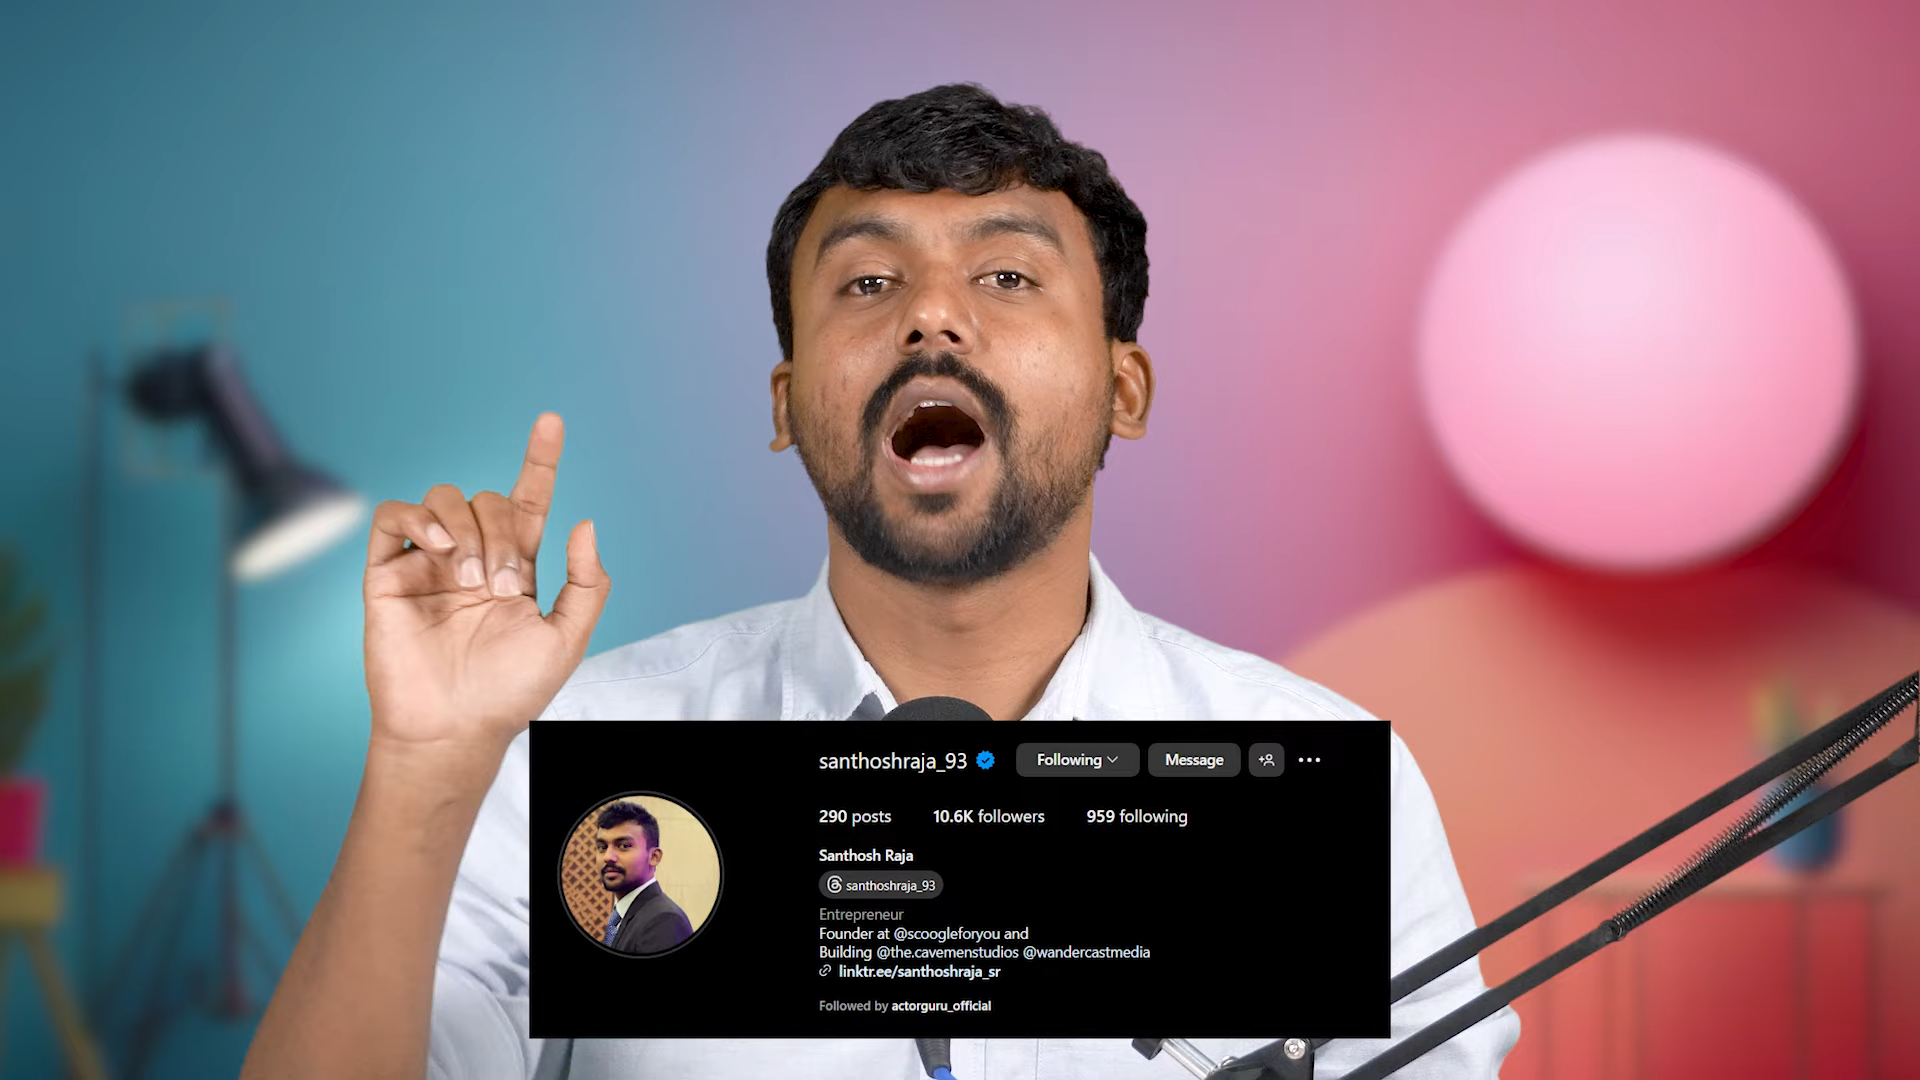 santhoshraja_93 Following Message
290 posts 10.6K followers 959 following
Santhosh Raja
santhoshraja_93
Entrepreneur
Founder at @scoogleforyou and
Building @the.cavemenstudios @wandercastmedia
linktr.ee/santhoshraja_sr
Followed by actorguru_official